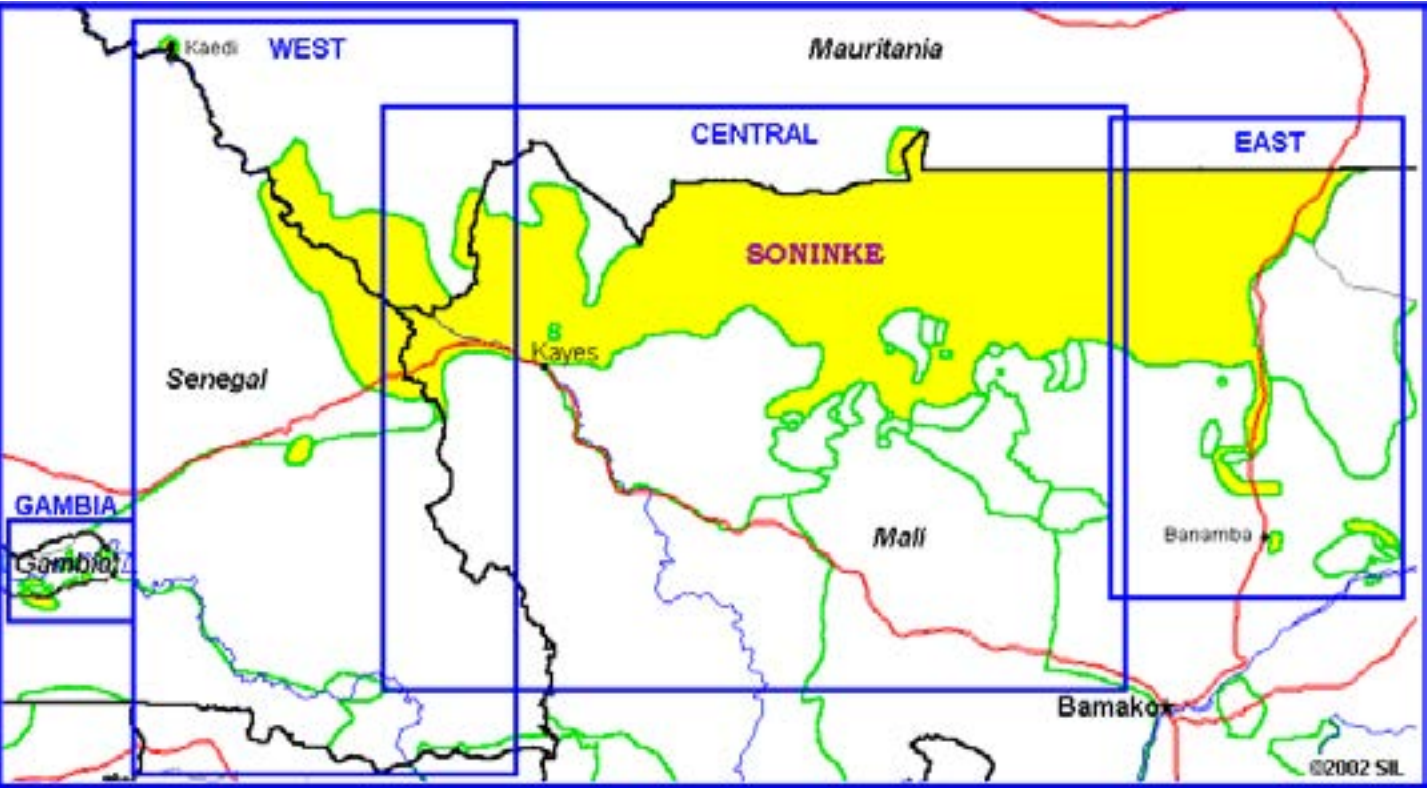 Kaedi
WEST
Mauritania
CENTRAL
EAST
SONINKE
Kayes
Senegal
GAMBIA
Gambia
Mali
Banamba
Bamako
©2002 SIL